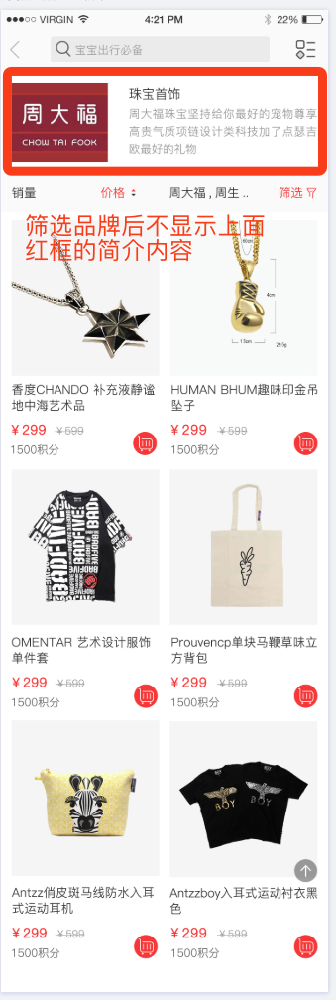 VIRGIN 4:21 PM 22%
宝宝出行必备
周大福
CHOW TAI FOOK
珠宝首饰
周大福珠宝坚持给你最好的宠物尊享
高贵气质项链设计类科技加了点瑟吉
欧最好的礼物
销量 价格 周大福 , 周生 .. 筛选
筛选品牌后不显示上面
红框的简介内容
60cm
4cm
1.5cm
29.5g
香度CHANDO 补充液静谧
地中海艺术品
¥299 ¥599
1500积分
HUMAN BHUM趣味印金吊
坠子
¥299 ¥599
1500积分
BADFIVE
OMENTAR 艺术设计服饰
单件套
¥299 ¥599
1500积分
Prouvencp单块马鞭草味立
方背包
¥299 ¥599
1500积分
BOY
BOY
Antzz俏皮斑马线防水入耳
式运动耳机
¥299 ¥599
1500积分
Antzzboy入耳式运动衬衣黑
色
¥299 ¥599
1500积分